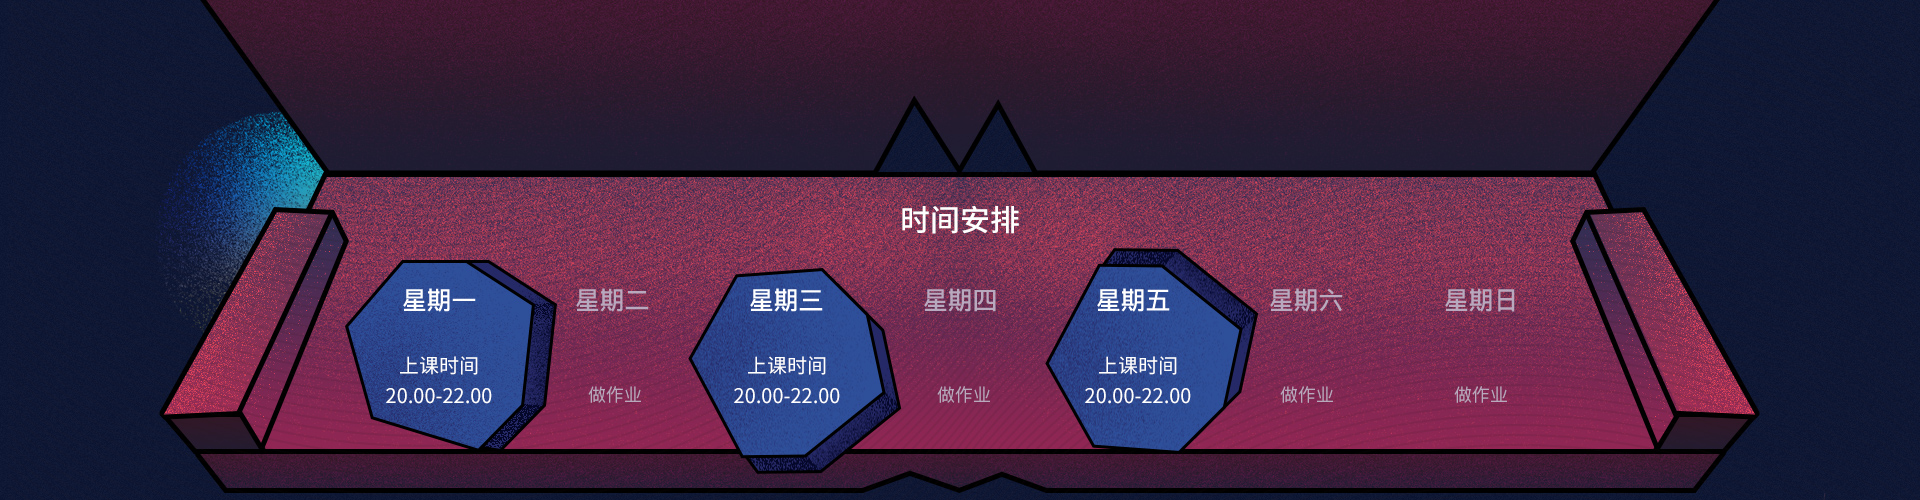 时间安排
星期一
星期二
星期三
星期四
星期五
星期六
星期日
上课时间
20.00-22.00
做作业
上课时间
20.00-22.00
做作业
上课时间
20.00-22.00
做作业
做作业